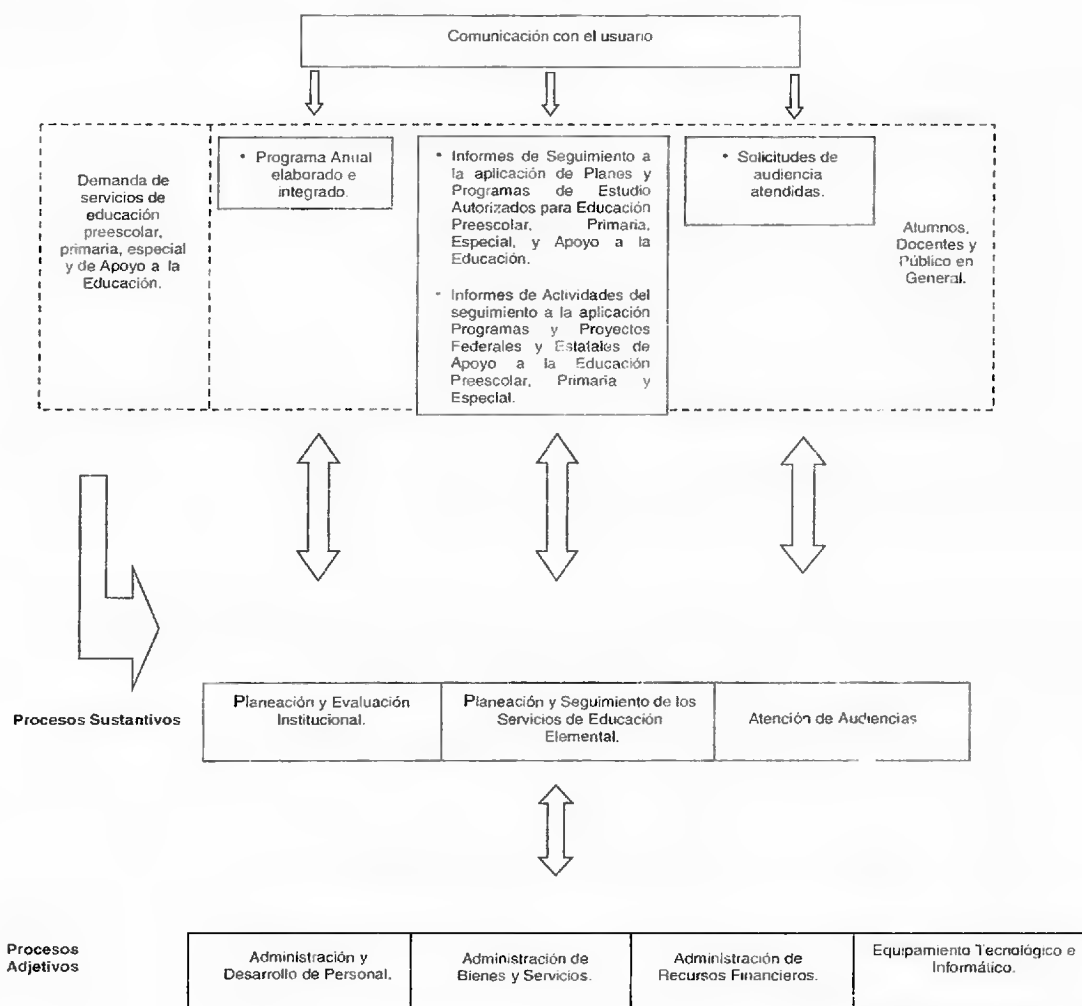 Comunicación con el usuario
Demanda de
servicios de
educación
preescolar,
primaria, especial
y de Apoyo a la
Educación.
• Programa Anual
elaborado e
integrado.
• Informes de Seguimiento a
la aplicación de Planes y
Programas de Estudio
Autorizados para Educación
Preescolar, Primaria,
Especial, y Apoyo a la
Educación.
• Informes de Actividades del
seguimiento a la aplicación
Programas y Proyectos
Federales y Estatales de
Apoyo a la Educación
Preescolar, Primaria y
Especial.
• Solicitudes de
audiencia
atendidas.
Alumnos,
Docentes y
Público en
General.
Procesos Sustantivos
Planeación y Evaluación
Institucional.
Planeación y Seguimiento de los
Servicios de Educación
Elemental.
Atención de Audiencias
Procesos
Adjetivos
Administración y
Desarrollo de Personal.
Administración de
Bienes y Servicios.
Administración de
Recursos Financieros.
Equipamiento Tecnológico e
Informático.